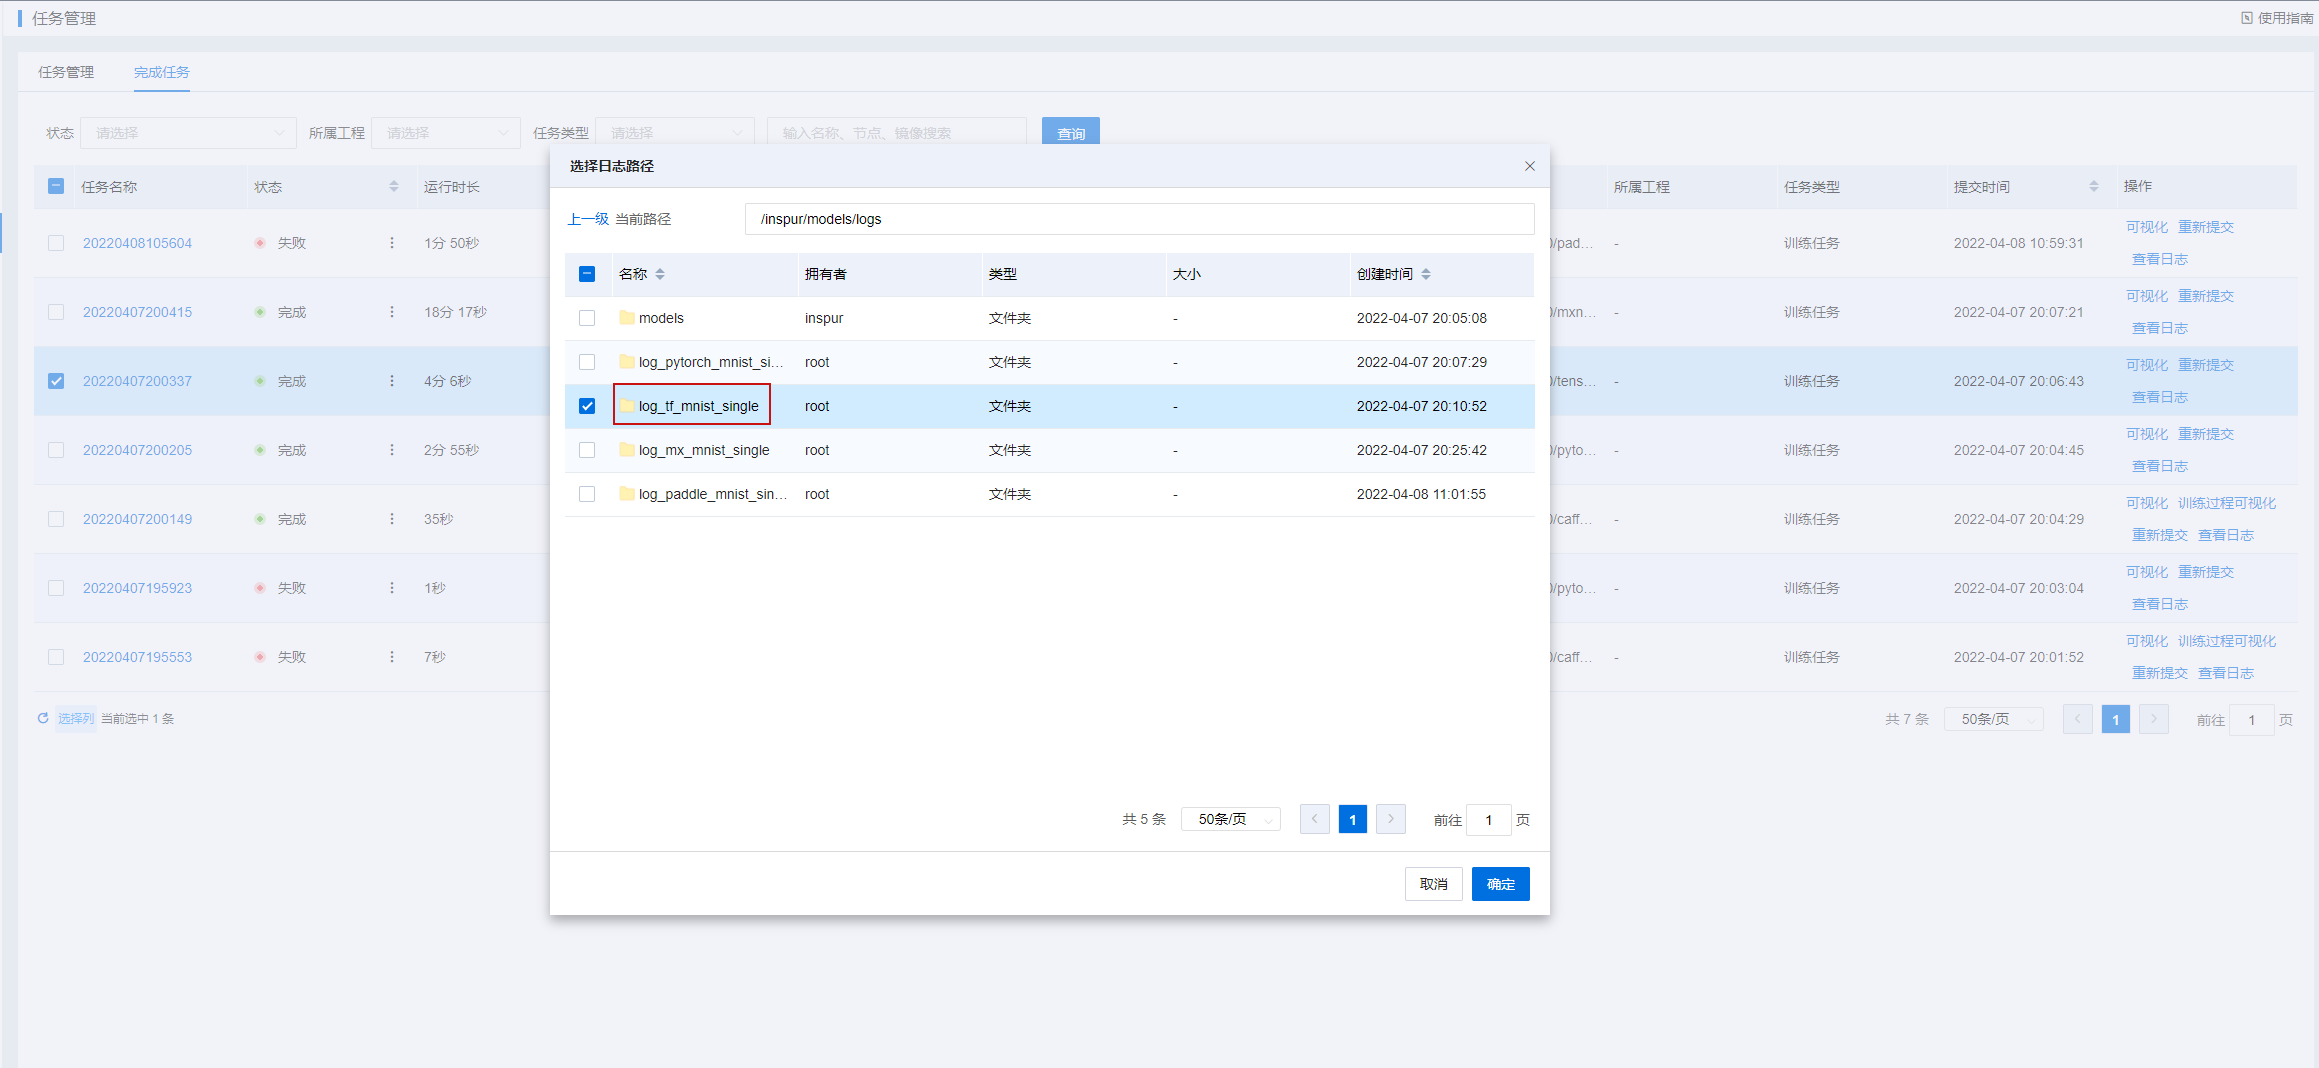 任务管理
使用指南
任务管理 完成任务
状态 请选择 所属工程 请选择 任务类型 请选择 输入名称、节点、镜像搜索 查询
任务名称 状态 运行时长 所属工程 任务类型 提交时间 操作
20220408105604 失败 1分 50秒 0/pad... - 训练任务 2022-04-08 10:59:31 可视化 重新提交
查看日志
20220407200415 完成 18分 17秒 0/mxn... - 训练任务 2022-04-07 20:07:21 可视化 重新提交
查看日志
20220407200337 完成 4分 6秒 0/tens... - 训练任务 2022-04-07 20:06:43 可视化 重新提交
查看日志
20220407200205 完成 2分 55秒 0/pyto... - 训练任务 2022-04-07 20:04:45 可视化 重新提交
查看日志
20220407200149 完成 35秒 0/caff... - 训练任务 2022-04-07 20:04:29 可视化 训练过程可视化
重新提交 查看日志
20220407195923 失败 1秒 0/pyto... - 训练任务 2022-04-07 20:03:04 可视化 重新提交
查看日志
20220407195553 失败 7秒 0/caff... - 训练任务 2022-04-07 20:01:52 可视化 训练过程可视化
重新提交 查看日志
选择列 当前选中 1 条 共 7 条 50条/页 1 前往 1 页
选择日志路径
上一级 当前路径 /inspur/models/logs
名称 拥有者 类型 大小 创建时间
models inspur 文件夹 - 2022-04-07 20:05:08
log_pytorch_mnist_si... root 文件夹 - 2022-04-07 20:07:29
log_tf_mnist_single root 文件夹 - 2022-04-07 20:10:52
log_mx_mnist_single root 文件夹 - 2022-04-07 20:25:42
log_paddle_mnist_sin... root 文件夹 - 2022-04-08 11:01:55
共 5 条 50条/页 1 前往 1 页
取消 确定